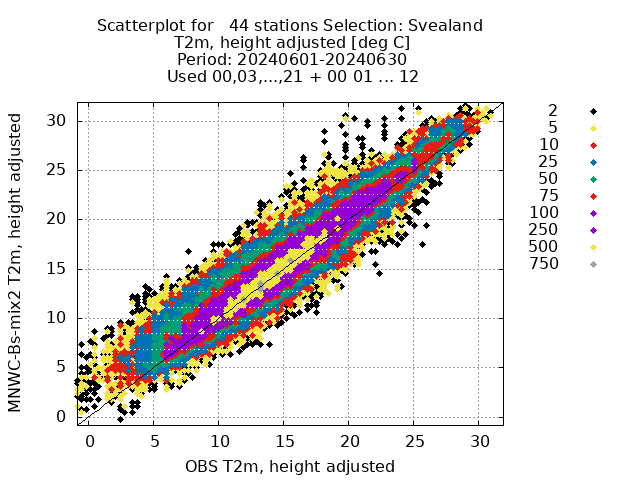 Scatterplot for   44 stations Selection: Svealand
T2m, height adjusted [deg C]
Period: 20240601-20240630
Used 00,03,...,21 + 00 01 ... 12
MNWC-Bs-mix2 T2m, height adjusted
30
25
20
15
10
5
0
0 5 10 15 20 25 30
OBS T2m, height adjusted
2
5
10
25
50
75
100
250
500
750